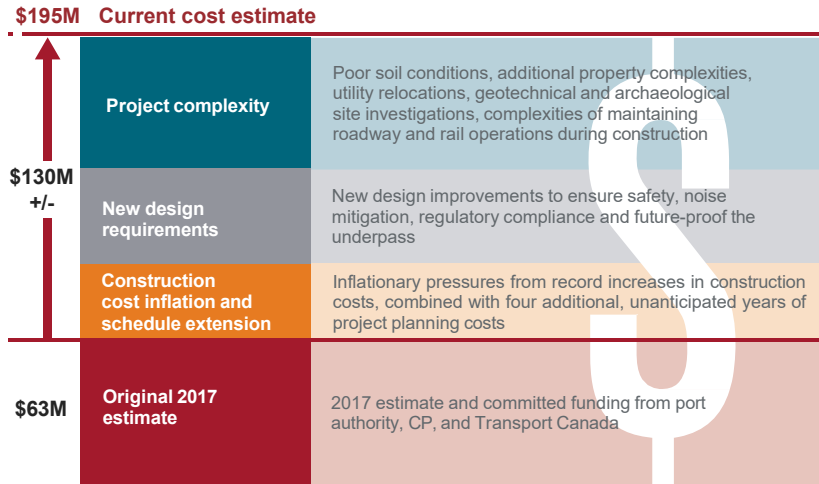 $195M Current cost estimate
Project complexity
Poor soil conditions, additional property complexities,
utility relocations, geotechnical and archaeological
site investigations, complexities of maintaining
roadway and rail operations during construction
$130M
+/-
New design
requirements
New design improvements to ensure safety, noise
mitigation, regulatory compliance and future-proof the
underpass
Construction
cost inflation and
schedule extension
Inflationary pressures from record increases in construction
costs, combined with four additional, unanticipated years of
project planning costs
$63M
Original 2017
estimate
2017 estimate and committed funding from port
authority, CP, and Transport Canada
$